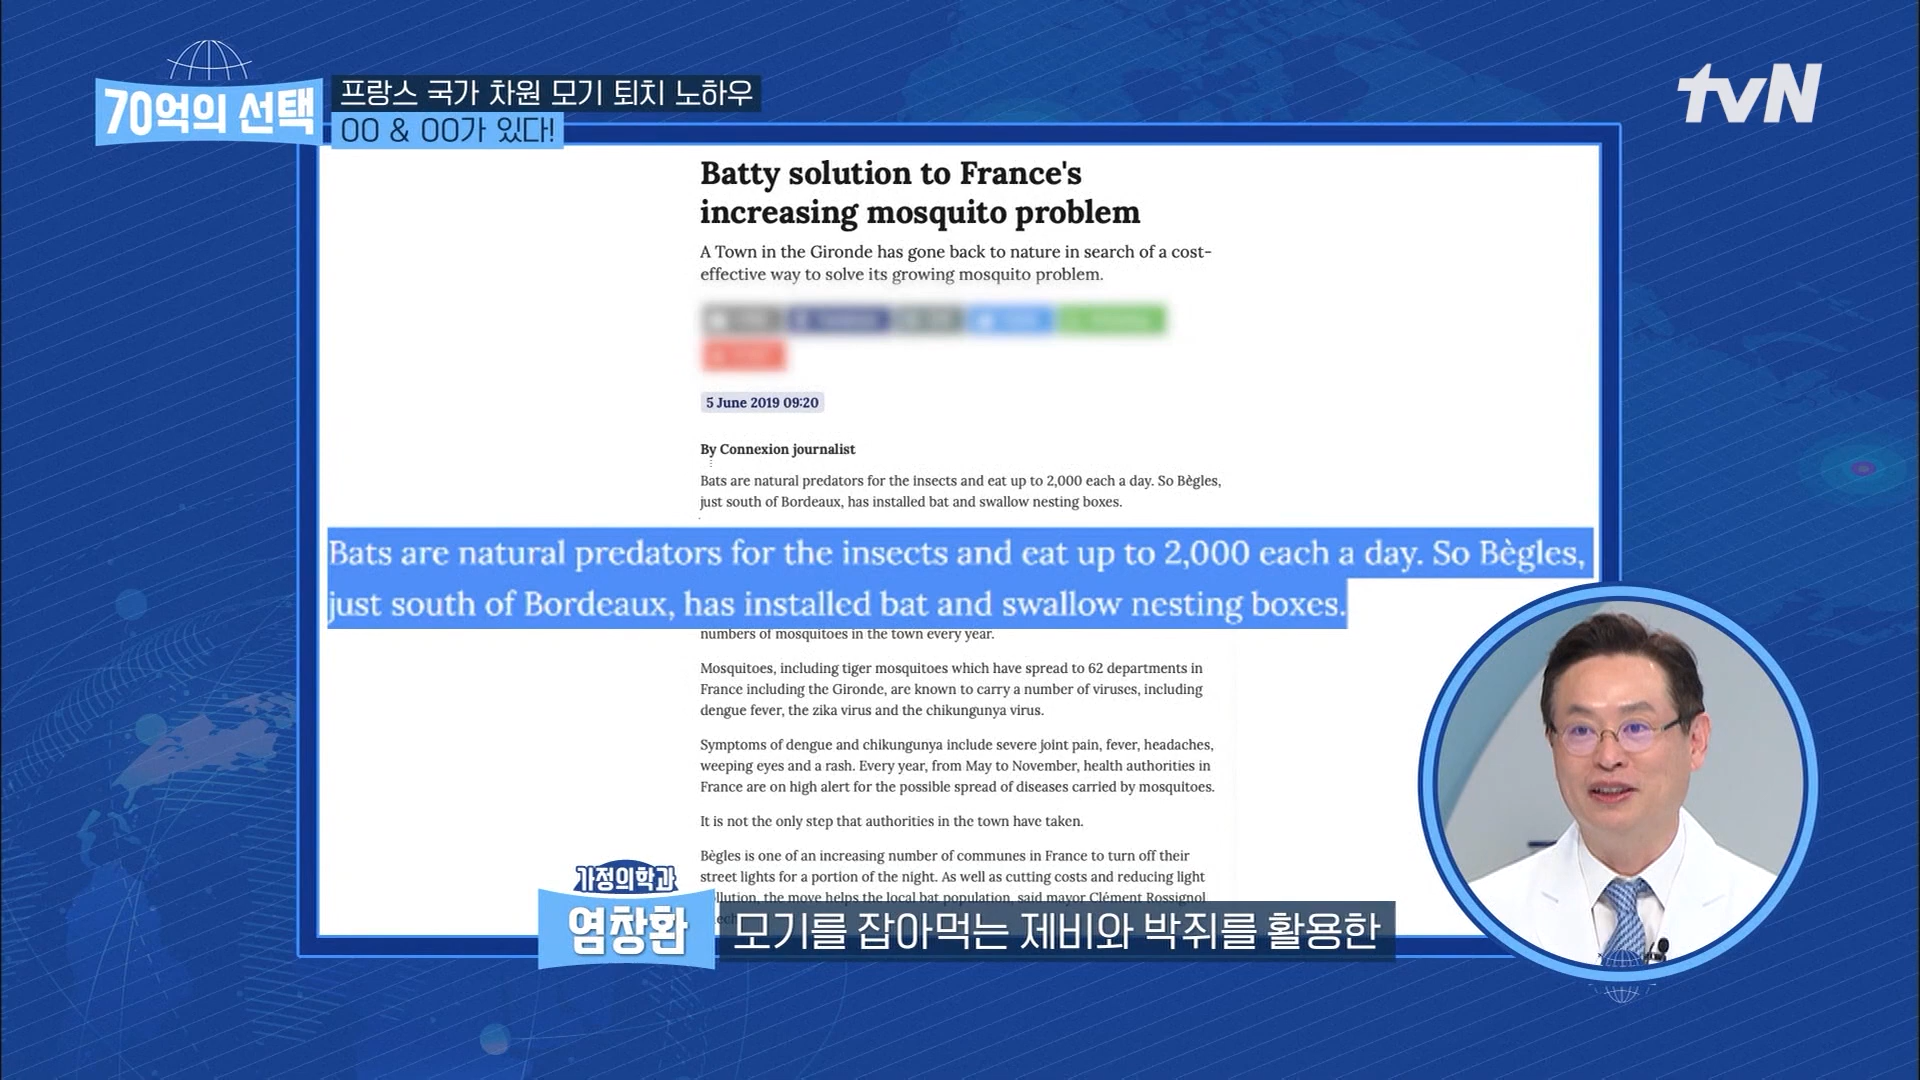 70억의 선택
프랑스 국가 차원 모기 퇴치 노하우
OO & OO가 있다!
tvN
Batty solution to France's
increasing mosquito problem
A Town in the Gironde has gone back to nature in search of a cost-
effective way to solve its growing mosquito problem.
5 June 2019 09:20
By Connexion journalist
Bats are natural predators for the insects and eat up to 2,000 each a day. So Bègles,
just south of Bordeaux, has installed bat and swallow nesting boxes.
Bats are natural predators for the insects and eat up to 2,000 each a day. So Bègles,
just south of Bordeaux, has installed bat and swallow nesting boxes.
numbers of mosquitoes in the town every year.
Mosquitoes, including tiger mosquitoes which have spread to 62 departments in
France including the Gironde, are known to carry a number of viruses, including
dengue fever, the zika virus and the chikungunya virus.
Symptoms of dengue and chikungunya include severe joint pain, fever, headaches,
weeping eyes and a rash. Every year, from May to November, health authorities in
France are on high alert for the possible spread of diseases carried by mosquitoes.
It is not the only step that authorities in the town have taken.
Bègles is one of an increasing number of communes in France to turn off their
street lights for a portion of the night. As well as cutting costs and reducing light
the move helps the local bat population, said mayor Clément Rossignol
가정의학과
염창환
모기를 잡아먹는 제비와 박쥐를 활용한